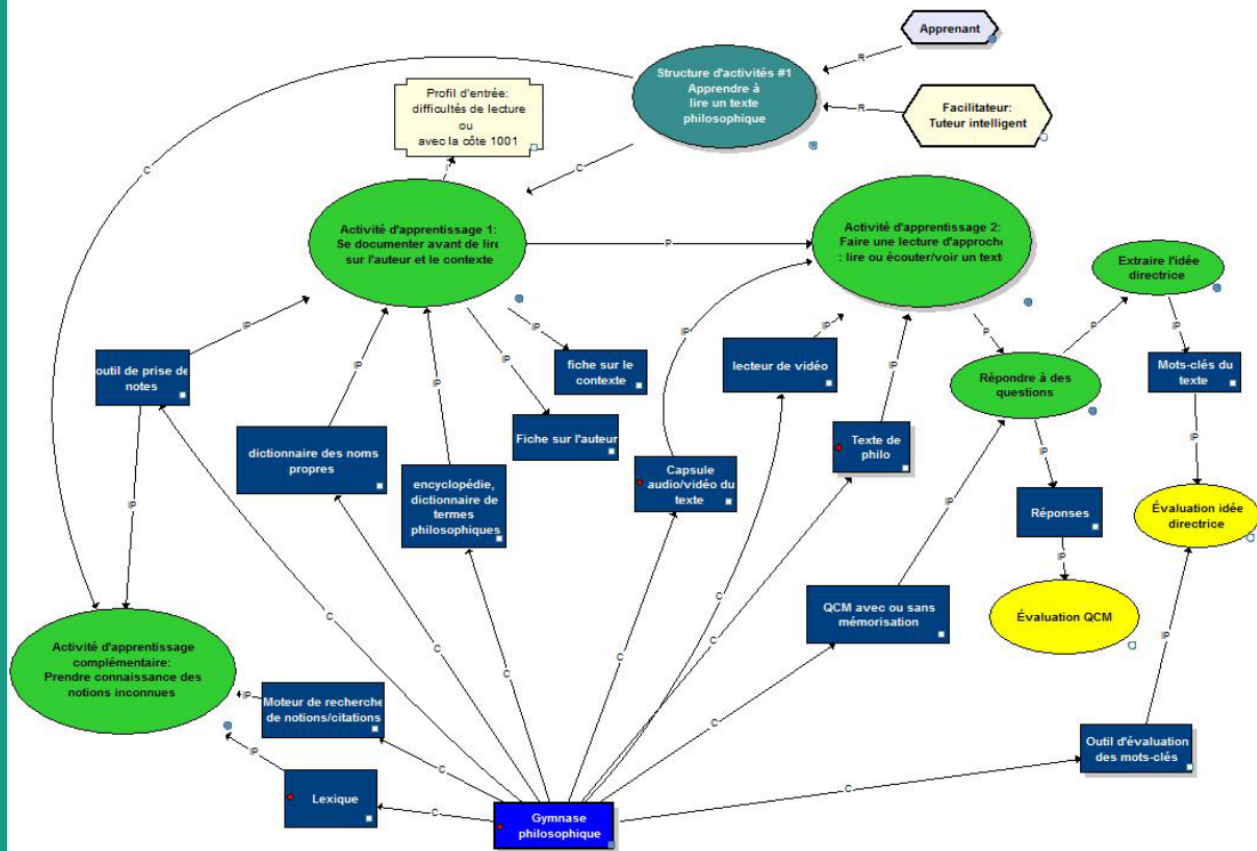 Apprenant
R
Structure d'activités #1
Apprendre à
lire un texte
philosophique
Profil d'entrée:
difficultés de lecture
ou
avec la côte 1001
R
Facilitateur:
Tuteur intelligent
C
I
C
Activité d'apprentissage 1:
Se documenter avant de lire
sur l'auteur et le contexte
P
Activité d'apprentissage 2:
Faire une lecture d'approche
: lire ou écouter/voir un texte
Extraire l'idée
directrice
IP
IP
IP
IP
IP
IP
IP
IP
P
P
IP
outil de prise de
notes
fiche sur le
contexte
lecteur de vidéo
Répondre à des
questions
Mots-clés du
texte
Fiche sur l'auteur
dictionnaire des noms
propres
Texte de
philo
encyclopédie,
dictionnaire de
termes
philosophiques
Capsule
audio/vidéo du
texte
IP
IP
IP
IP
Réponses
Évaluation idée
directrice
IP
QCM avec ou sans
mémorisation
Évaluation QCM
C
C
C
C
C
C
C
IP
Activité d'apprentissage
complémentaire:
Prendre connaissance des
notions inconnues
IP
Moteur de recherche
de notions/citations
C
C
Outil d'évaluation
des mots-clés
IP
Lexique
C
C
Gymnase
philosophique